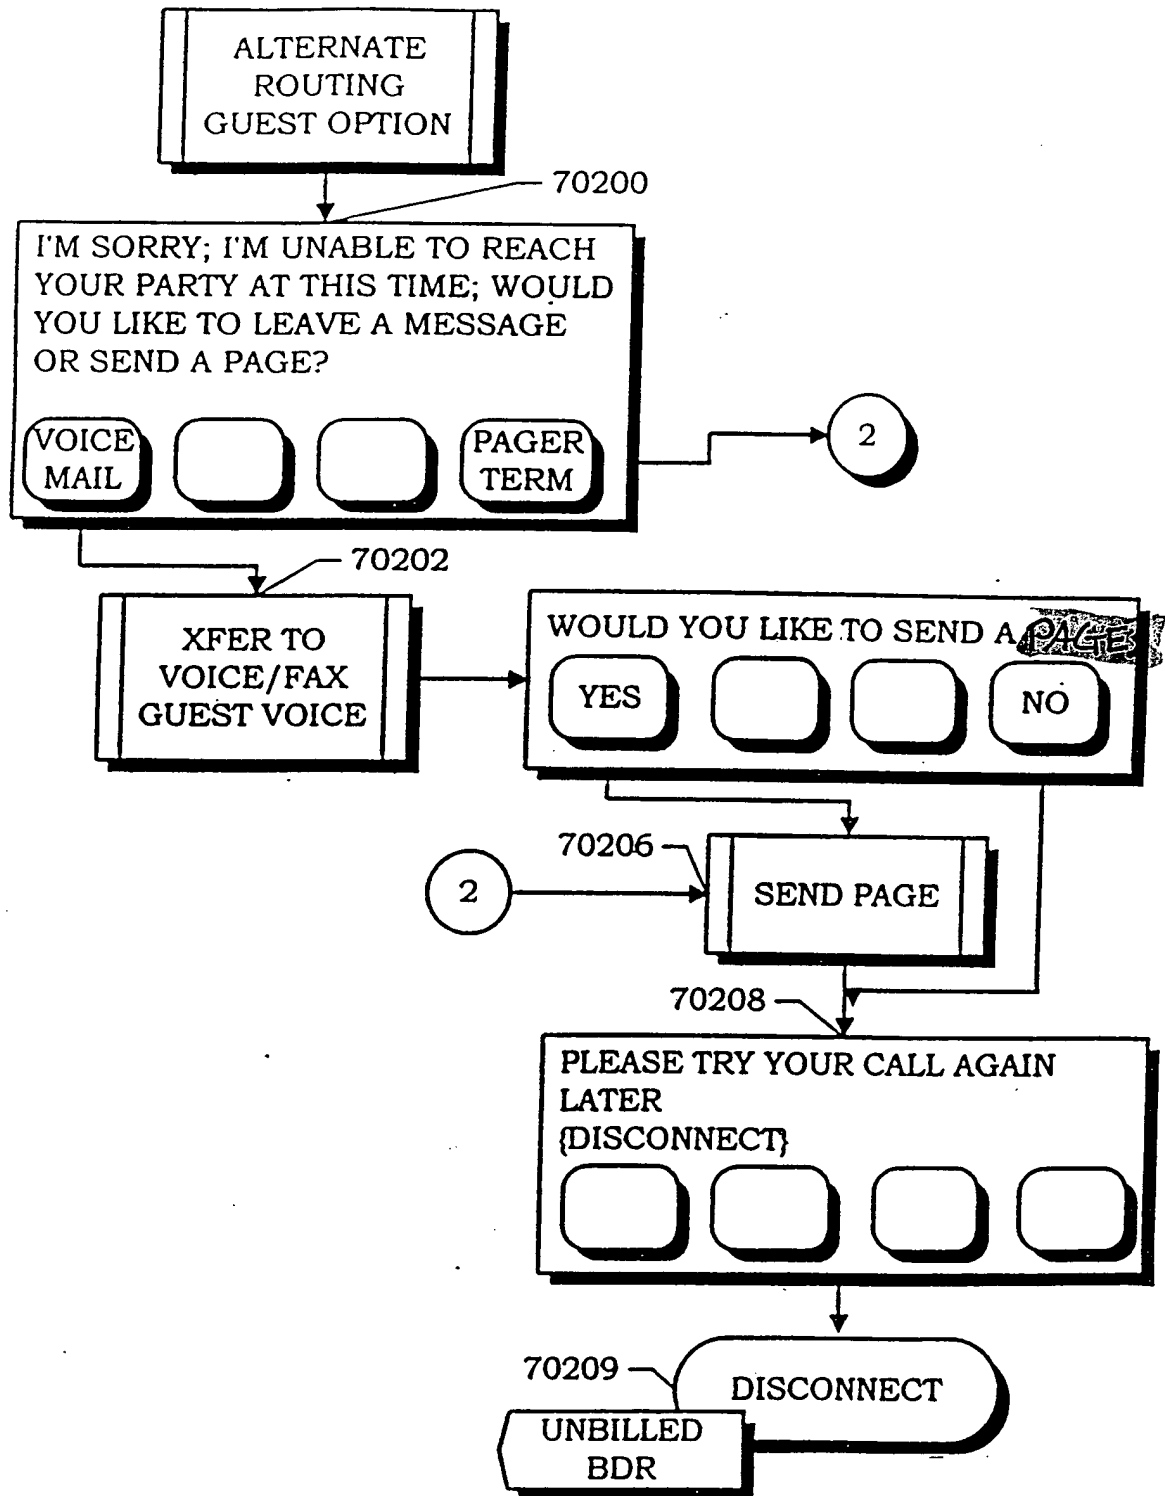 ALTERNATE
ROUTING
GUEST OPTION
70200
I'M SORRY; I'M UNABLE TO REACH
YOUR PARTY AT THIS TIME; WOULD
YOU LIKE TO LEAVE A MESSAGE
OR SEND A PAGE?
VOICE
MAIL
PAGER
TERM
2
70202
XFER TO
VOICE/FAX
GUEST VOICE
WOULD YOU LIKE TO SEND A PAGE
YES
NO
70206
2
SEND PAGE
70208
PLEASE TRY YOUR CALL AGAIN
LATER
{DISCONNECT}
70209
DISCONNECT
UNBILLED
BDR